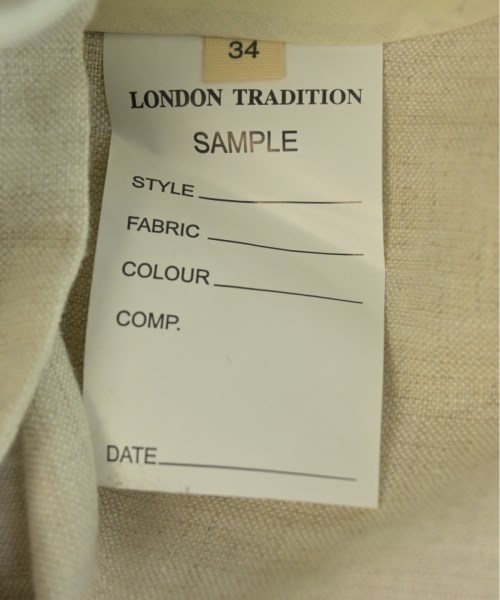 34
LONDON TRADITION
SAMPLE
STYLE
FABRIC
COLOUR
COMP.
DATE